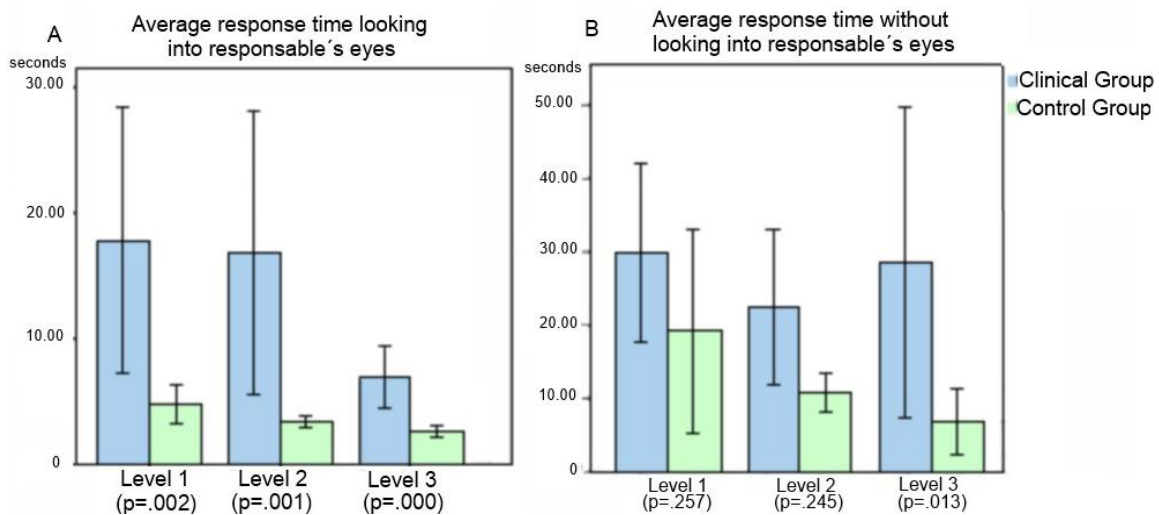 A
Average response time looking
into responsable´s eyes
seconds
30.00
20.00
10.00
0
Level 1
Level 2
Level 3
(p=.002)
(p=.001)
(p=.000)
B
Average response time without
looking into responsable´s eyes
seconds
50.00
40.00
30.00
20.00
10.00
0
Level 1
Level 2
Level 3
(p=.257)
(p=.245)
(p=.013)
Clinical Group
Control Group